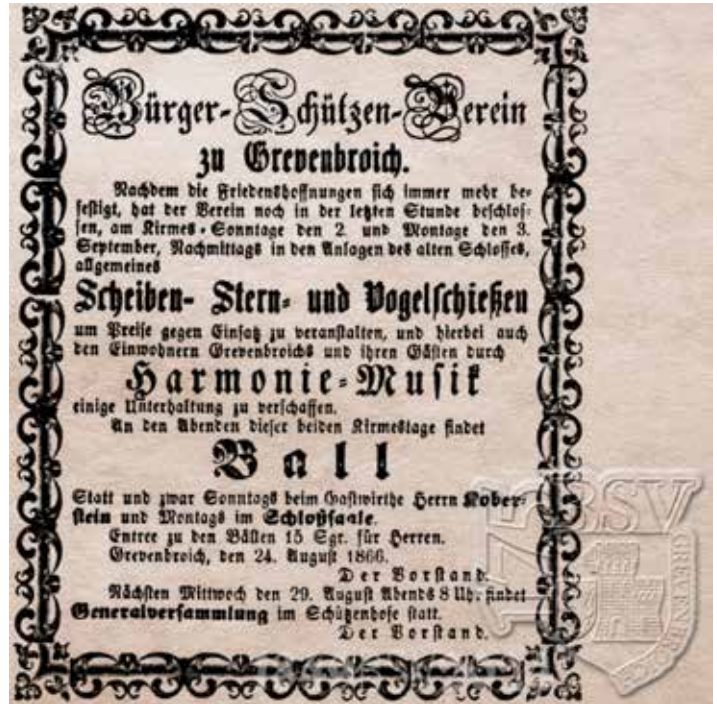 Bürger-Schützen-Verein
zu Grevenbroich.
Nachdem die Friedenshoffnungen sich immer mehr be-
festigt, hat der Verein noch in der letzten Stunde beschlos-
sen, am Kirmes-Sonntage den 2. und Montage den 3.
September, Nachmittags in den Anlagen des alten Schlosses,
allgemeines
Scheiben- Stern- und Vogelschießen
um Preise gegen Einsatz zu veranstalten, und hierbei auch
den Einwohnern Grevenbroichs und ihren Gästen durch
Harmonie-Musik
einige Unterhaltung zu verschaffen.
An den Abenden dieser beiden Kirmestage findet
Ball
Statt und zwar Sonntags beim Gastwirthe Herrn Kober-
stein und Montags im Schloßsaale.
Entree zu den Bällen 15 Sgr. für Herren.
Grevenbroich, den 24. August 1866.
Der Vorstand.
Nächsten Mittwoch den 29. August Abends 8 Uhr findet
Generalversammlung im Schützenhofe statt.
Der Vorstand.
175
BSV
GREVENBROICH